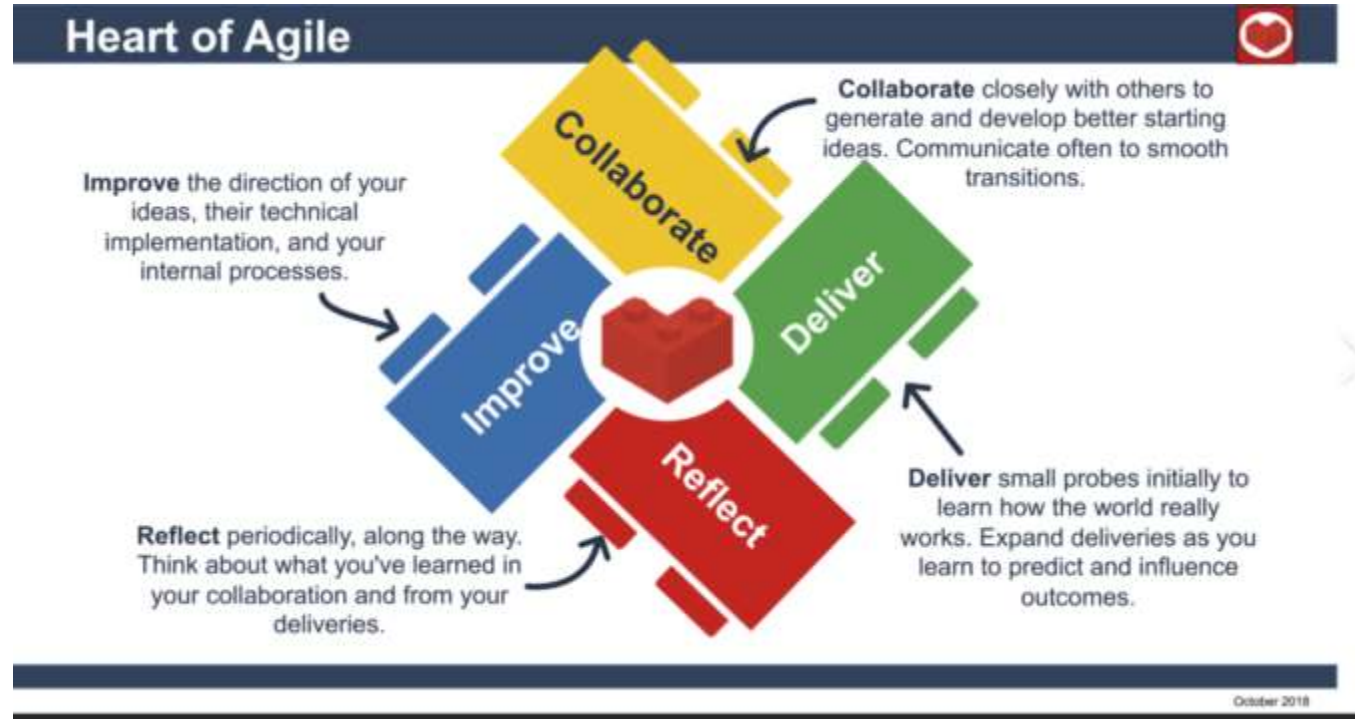 Heart of Agile
Collaborate
Collaborate closely with others to
generate and develop better starting
ideas. Communicate often to smooth
transitions.
Improve the direction of your
ideas, their technical
implementation, and your
internal processes.
Deliver
Improve
Reflect
Deliver small probes initially to
learn how the world really
works. Expand deliveries as you
learn to predict and influence
outcomes.
Reflect periodically, along the way.
Think about what you've learned in
your collaboration and from your
deliveries.
October 2018